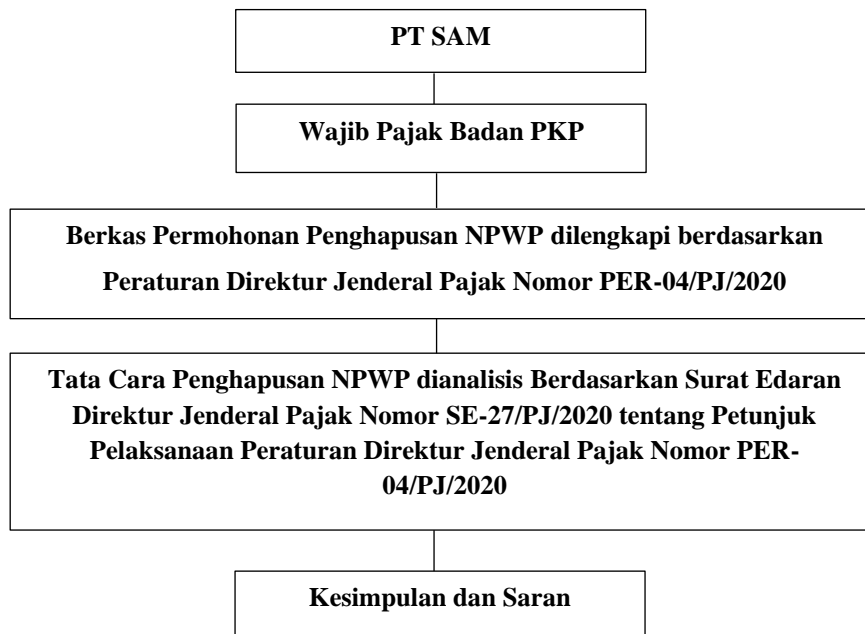 PT SAM
Wajib Pajak Badan PKP
Berkas Permohonan Penghapusan NPWP dilengkapi berdasarkan
Peraturan Direktur Jenderal Pajak Nomor PER-04/PJ/2020
Tata Cara Penghapusan NPWP dianalisis Berdasarkan Surat Edaran
Direktur Jenderal Pajak Nomor SE-27/PJ/2020 tentang Petunjuk
Pelaksanaan Peraturan Direktur Jenderal Pajak Nomor PER-
04/PJ/2020
Kesimpulan dan Saran